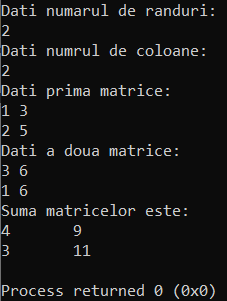 Dati numarul de randuri:
2
Dati numrul de coloane:
2
Dati prima matrice:
1 3
2 5
Dati a doua matrice:
3 6
1 6
Suma matricelor este:
4 9
3 11
Process returned 0 (0x0)